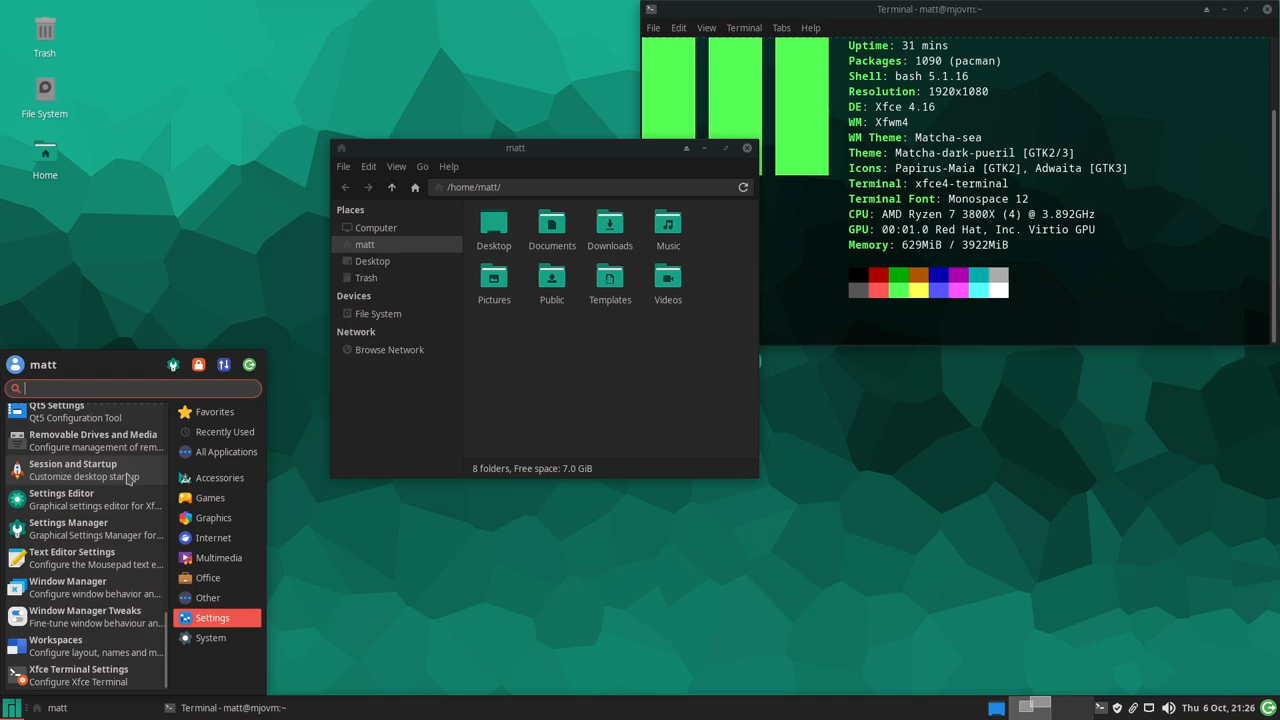 Trash
File System
Home
Terminal - matt@mjovm:~
File Edit View Terminal Tabs Help
Uptime: 31 mins
Packages: 1090 (pacman)
Shell: bash 5.1.16
Resolution: 1920x1080
DE: Xfce 4.16
WM: Xfwm4
WM Theme: Matcha-sea
Theme: Matcha-dark-pueril [GTK2/3]
Icons: Papirus-Maia [GTK2], Adwaita [GTK3]
Terminal: xfce4-terminal
Terminal Font: Monospace 12
CPU: AMD Ryzen 7 3800X (4) @ 3.892GHz
GPU: 00:01.0 Red Hat, Inc. Virtio GPU
Memory: 629MiB / 3922MiB
matt
File Edit View Go Help
/home/matt/
Places
Computer
matt
Desktop
Trash
Devices
File System
Network
Browse Network
Desktop Documents Downloads Music
Pictures Public Templates Videos
8 folders, Free space: 7.0 GiB
matt
Qt5 Settings
Qt5 Configuration Tool
Removable Drives and Media
Configure management of rem...
Session and Startup
Customize desktop startup
Settings Editor
Graphical settings editor for Xf...
Settings Manager
Graphical Settings Manager for...
Text Editor Settings
Configure the Mousepad text e...
Window Manager
Configure window behavior an...
Window Manager Tweaks
Fine-tune window behaviour an...
Workspaces
Configure layout, names and m...
Xfce Terminal Settings
Configure Xfce Terminal
Favorites
Recently Used
All Applications
Accessories
Games
Graphics
Internet
Multimedia
Office
Other
Settings
System
matt
Terminal - matt@mjovm:~
Thu 6 Oct, 21:26